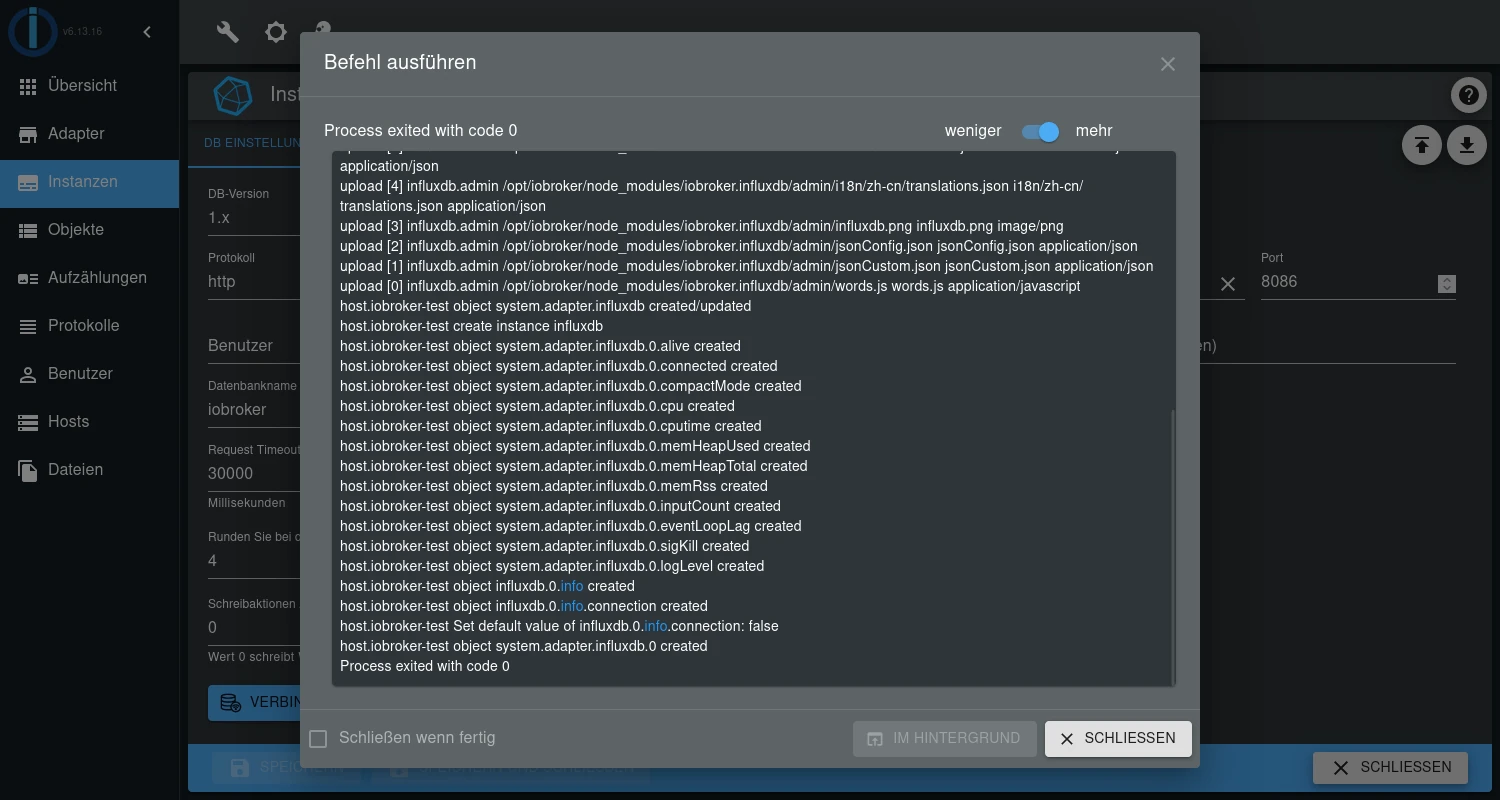 v6.13.16
Übersicht
Adapter
Instanzen
Objekte
Aufzählungen
Protokolle
Benutzer
Hosts
Dateien
Inst
DB EINSTELLUN
DB-Version
1.x
Protokoll
http
Port
8086
Benutzer
en)
Datenbankname
iobroker
Request Timeout
30000
Millisekunden
Runden Sie bei d
4
Schreibaktionen
0
Wert 0 schreibt
VERBIN
SCHLIESSEN
Befehl ausführen
Process exited with code 0
weniger
mehr
application/json
upload [4] influxdb.admin /opt/iobroker/node_modules/iobroker.influxdb/admin/i18n/zh-cn/translations.json i18n/zh-cn/
translations.json application/json
upload [3] influxdb.admin /opt/iobroker/node_modules/iobroker.influxdb/admin/influxdb.png influxdb.png image/png
upload [2] influxdb.admin /opt/iobroker/node_modules/iobroker.influxdb/admin/jsonConfig.json jsonConfig.json application/json
upload [1] influxdb.admin /opt/iobroker/node_modules/iobroker.influxdb/admin/jsonCustom.json jsonCustom.json application/json
upload [0] influxdb.admin /opt/iobroker/node_modules/iobroker.influxdb/admin/words.js words.js application/javascript
host.iobroker-test object system.adapter.influxdb created/updated
host.iobroker-test create instance influxdb
host.iobroker-test object system.adapter.influxdb.0.alive created
host.iobroker-test object system.adapter.influxdb.0.connected created
host.iobroker-test object system.adapter.influxdb.0.compactMode created
host.iobroker-test object system.adapter.influxdb.0.cpu created
host.iobroker-test object system.adapter.influxdb.0.cputime created
host.iobroker-test object system.adapter.influxdb.0.memHeapUsed created
host.iobroker-test object system.adapter.influxdb.0.memHeapTotal created
host.iobroker-test object system.adapter.influxdb.0.memRss created
host.iobroker-test object system.adapter.influxdb.0.inputCount created
host.iobroker-test object system.adapter.influxdb.0.eventLoopLag created
host.iobroker-test object system.adapter.influxdb.0.sigKill created
host.iobroker-test object system.adapter.influxdb.0.logLevel created
host.iobroker-test object influxdb.0.info created
host.iobroker-test object influxdb.0.info.connection created
host.iobroker-test Set default value of influxdb.0.info.connection: false
host.iobroker-test object system.adapter.influxdb.0 created
Process exited with code 0
Schließen wenn fertig
IM HINTERGRUND
SCHLIESSEN